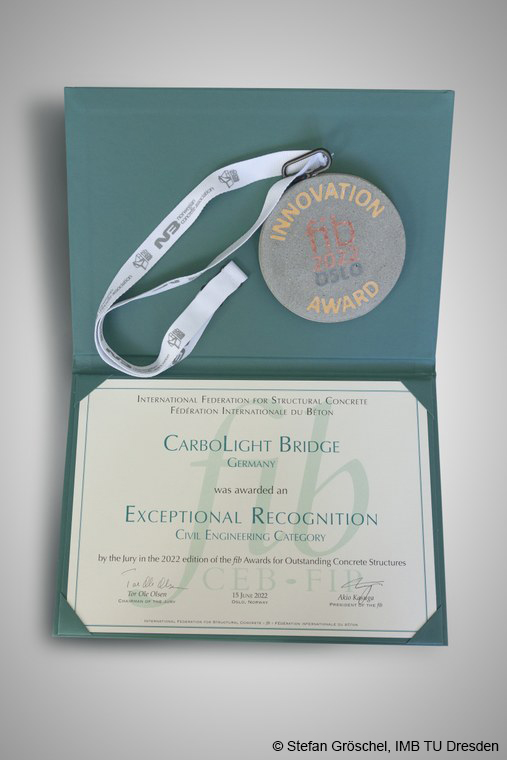 INNOVATION
fib
2022
OSLO
AWARD
INTERNATIONAL FEDERATION FOR STRUCTURAL CONCRETE
FÉDÉRATION INTERNATIONALE DU BÉTON
CARBOLIGHT BRIDGE
GERMANY
was awarded an
EXCEPTIONAL RECOGNITION
CIVIL ENGINEERING CATEGORY
by the Jury in the 2022 edition of the fib Awards for Outstanding Concrete Structures
fib
CEB • FIP
Tor Ole Olsen
CHAIRMAN OF THE JURY
15 JUNE 2022
OSLO, NORWAY
PRESIDENT OF THE fib
INTERNATIONAL FEDERATION FOR STRUCTURAL CONCRETE - fib - FÉDÉRATION INTERNATIONALE DU BÉTON
© Stefan Gröschel, IMB TU Dresden